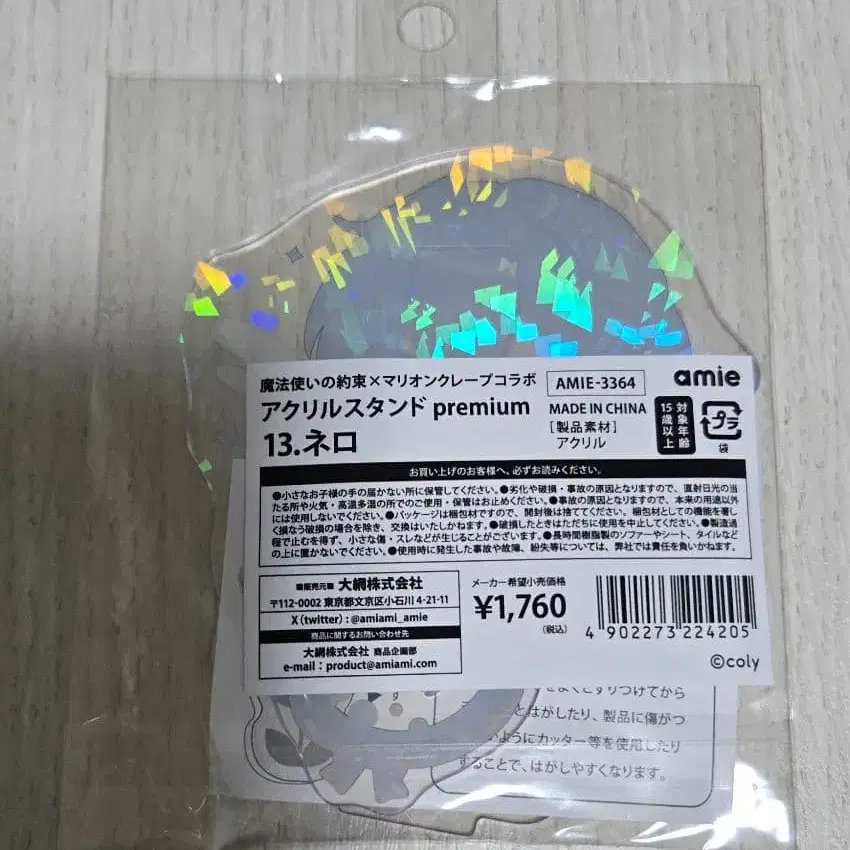 魔法使いの約束×マリオンクレープコラボ
アクリルスタンド premium
13.ネロ
AMIE-3364
MADE IN CHINA
[製品素材]
アクリル
amie
対象年齢
15歳以上
プラ
袋
お買い上げのお客様へ、必ずお読みください。
●小さなお子様の手の届かない所に保管してください。●劣化や破損・事故の原因となりますので、直射日光の当
たる所や火気・高温多湿の所でのご使用・保管はお止めください。●事故の原因となりますので、本来の用途以外
には使用しないでください。●パッケージは梱包材ですので、開封後は捨ててください。梱包材としての機能を著し
く損なう破損の場合を除き、交換はいたしかねます。●破損したときはただちに使用を中止してください。●製造過
程で止むを得ず、小さな傷・スレなどが生じることがございます。●長時間樹脂製のソファーやシート、タイルなど
の上に置かないでください。●使用時に発生した事故や故障、紛失等については、弊社では責任を負いかねます。
■販売元■ 大網株式会社
〒112-0002 東京都文京区小石川 4-21-11
X(twitter):@amiami_amie
商品に関するお問い合わせ先
大網株式会社 商品企画部
e-mail:product@amiami.com
メーカー希望小売価格
¥1,760
(税込)
4 902273 224205
©coly
をよくこすりつけてから
とはがしたり、製品に傷がつ
ようにカッター等を使用したり
することで、はがしやすくなります。